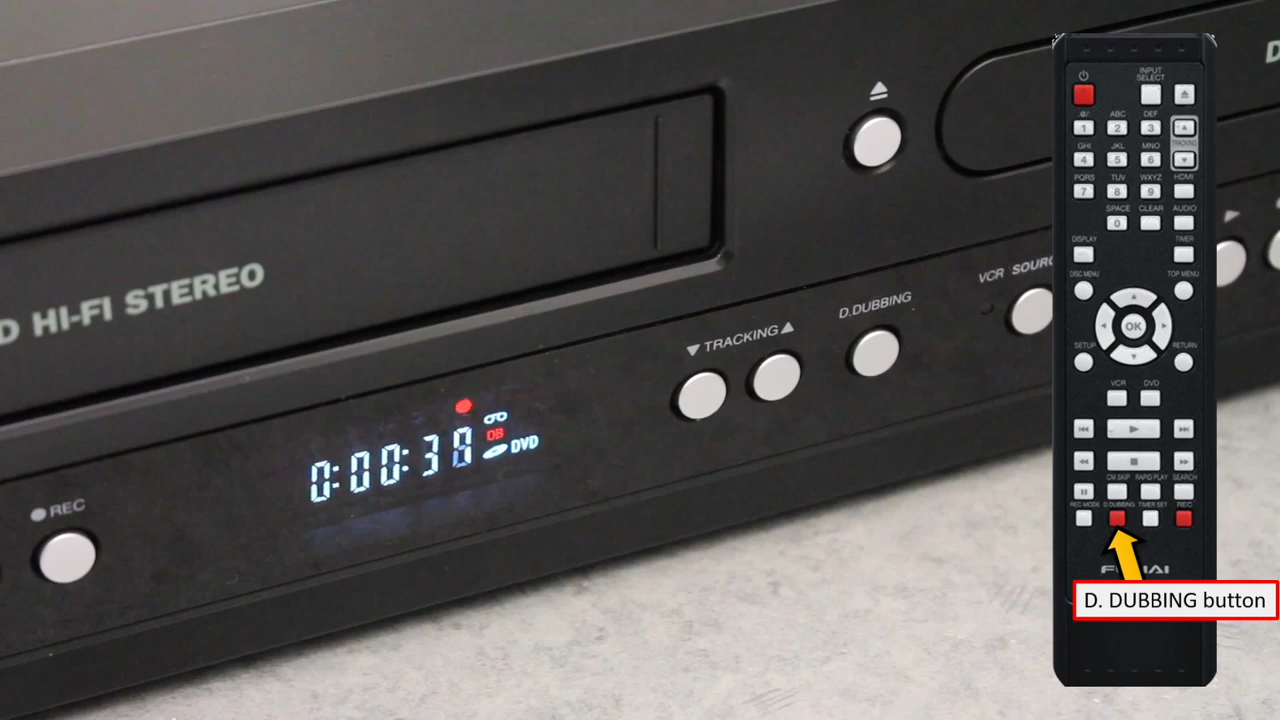 D HI-FI STEREO
REC
0:00:38
DB
DVD
TRACKING
D.DUBBING
VCR
D
INPUT
SELECT
.@/:
ABC
DEF
1
2
3
TRACKING
GHI
JKL
MNO
4
5
6
PQRS
TUV
WXYZ
HDMI
7
8
9
SPACE
CLEAR
AUDIO
0
DISPLAY
TIMER
DISC MENU
TOP MENU
OK
SETUP
RETURN
VCR
DVD
CM SKIP
RAPID PLAY
SEARCH
REC MODE
D.DUBBING
TIMER SET
REC
D. DUBBING button